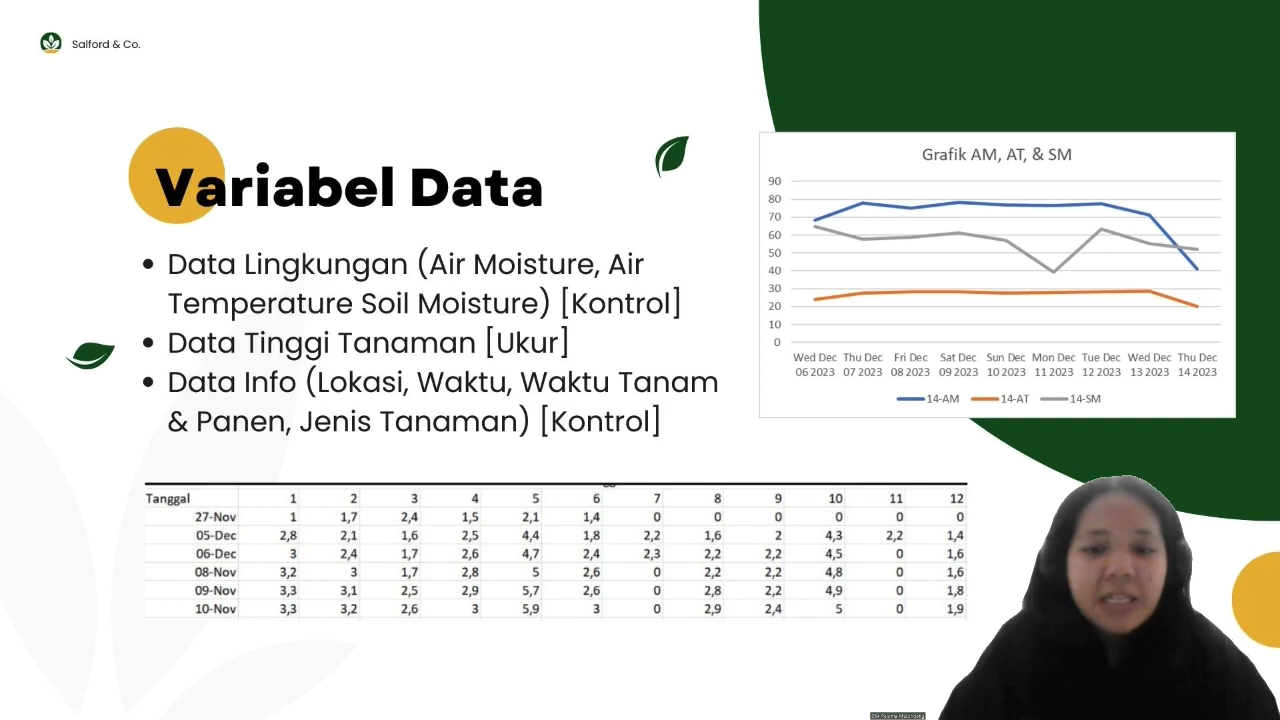 Salford & Co.
Variabel Data
• Data Lingkungan (Air Moisture, Air
Temperature Soil Moisture) [Kontrol]
• Data Tinggi Tanaman [Ukur]
• Data Info (Lokasi, Waktu, Waktu Tanam
& Panen, Jenis Tanaman) [Kontrol]
Grafik AM, AT, & SM
90
80
70
60
50
40
30
20
10
0
Wed Dec Thu Dec Fri Dec Sat Dec Sun Dec Mon Dec Tue Dec Wed Dec Thu Dec
06 2023 07 2023 08 2023 09 2023 10 2023 11 2023 12 2023 13 2023 14 2023
14-AM 14-AT 14-SM
Tanggal 1 2 3 4 5 6 7 8 9 10 11 12
27-Nov 1 1,7 2,4 1,5 2,1 1,4 0 0 0 0 0 0
05-Dec 2,8 2,1 1,6 2,5 4,4 1,8 2,2 1,6 2 4,3 2,2 1,4
06-Dec 3 2,4 1,7 2,6 4,7 2,4 2,3 2,2 2,2 4,5 0 1,6
08-Nov 3,2 3 1,7 2,8 5 2,6 0 2,2 2,2 4,8 0 1,6
09-Nov 3,3 3,1 2,5 2,9 5,7 2,6 0 2,8 2,2 4,9 0 1,8
10-Nov 3,3 3,2 2,6 3 5,9 3 0 2,9 2,4 5 0 1,9